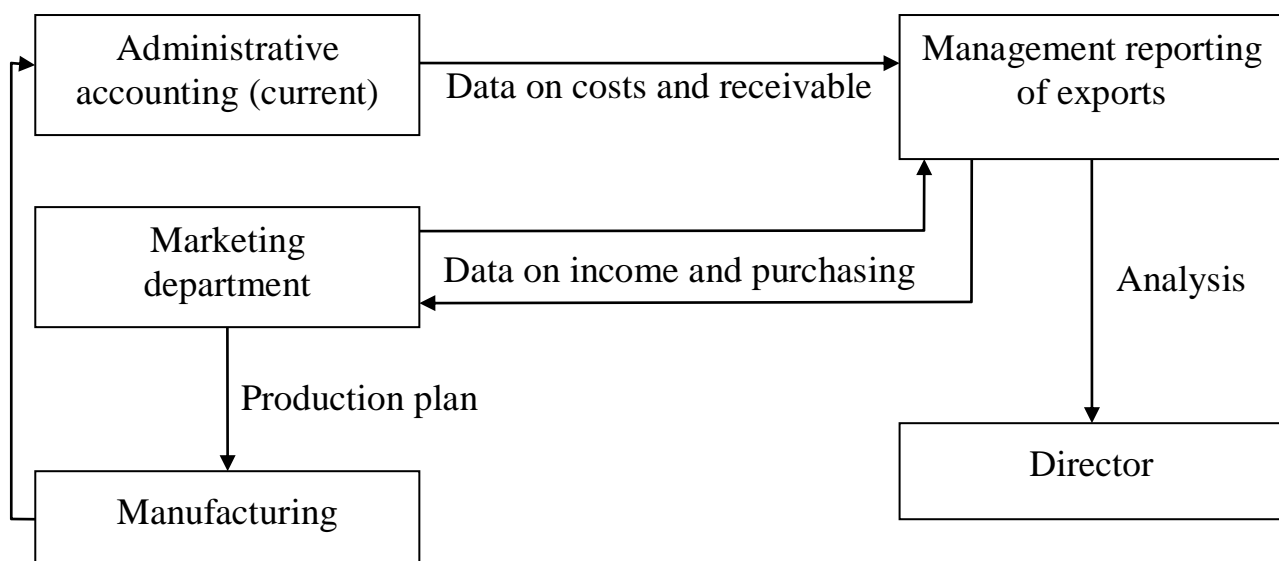 Administrative
accounting (current)
Data on costs and receivable
Management reporting
of exports
Marketing
department
Data on income and purchasing
Analysis
Production plan
Manufacturing
Director